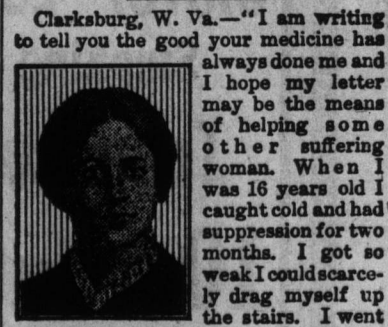 Clarksburg, W. Va.—"I am writing
to tell you the good your medicine has
always done me and
I hope my letter
may be the means
of helping some
other suffering
woman. When I
was 16 years old I
caught cold and had
suppression for two
months. I got so
weak I could scarce-
ly drag myself up
the stairs. I went